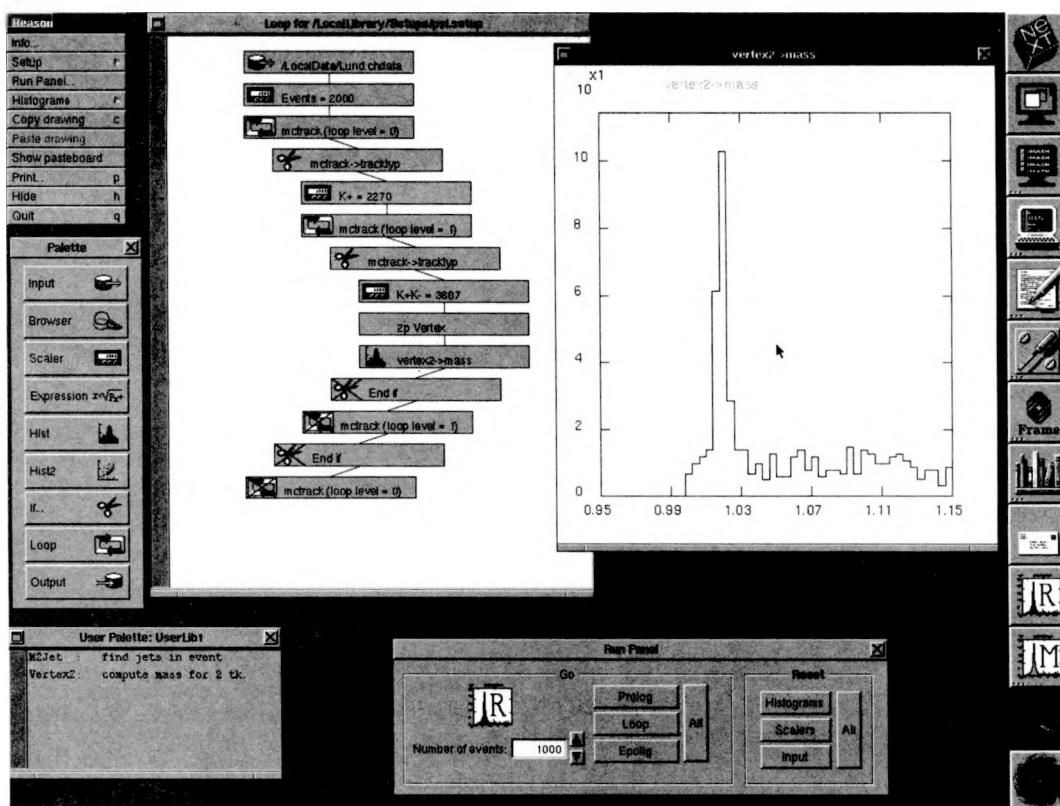 Reason
Info...
Setup r
Run Panel...
Histograms r
Copy drawing c
Paste drawing
Show pasteboard
Print... p
Hide h
Quit q
Palette
Input
Browser
Scaler
Expression
Hist
Hist2
If...
Loop
Output
Loop for /LocalLibrary/Setups/psi.setup
/LocalData/Lund.chdata
Events = 2000
mctrack (loop level = 0)
mctrack->tracktyp
K+ = 2270
mctrack (loop level = 1)
mctrack->tracktyp
K+K- = 3607
2p Vertex
vertex2->mass
End if
mctrack (loop level = 1)
End if
mctrack (loop level = 0)
vertex2->mass
x1
10
vertex2->mass
10
8
6
4
2
0
0.95 0.99 1.03 1.07 1.11 1.15
User Palette: UserLib1
M2Jet : find jets in event
Vertex2: compute mass for 2 tk.
Run Panel
Go
R
Number of events: 1000
Prolog
Loop
Epolig
All
Reset
Histograms
Scalers
Input
All
NeXT
Frame
R
M